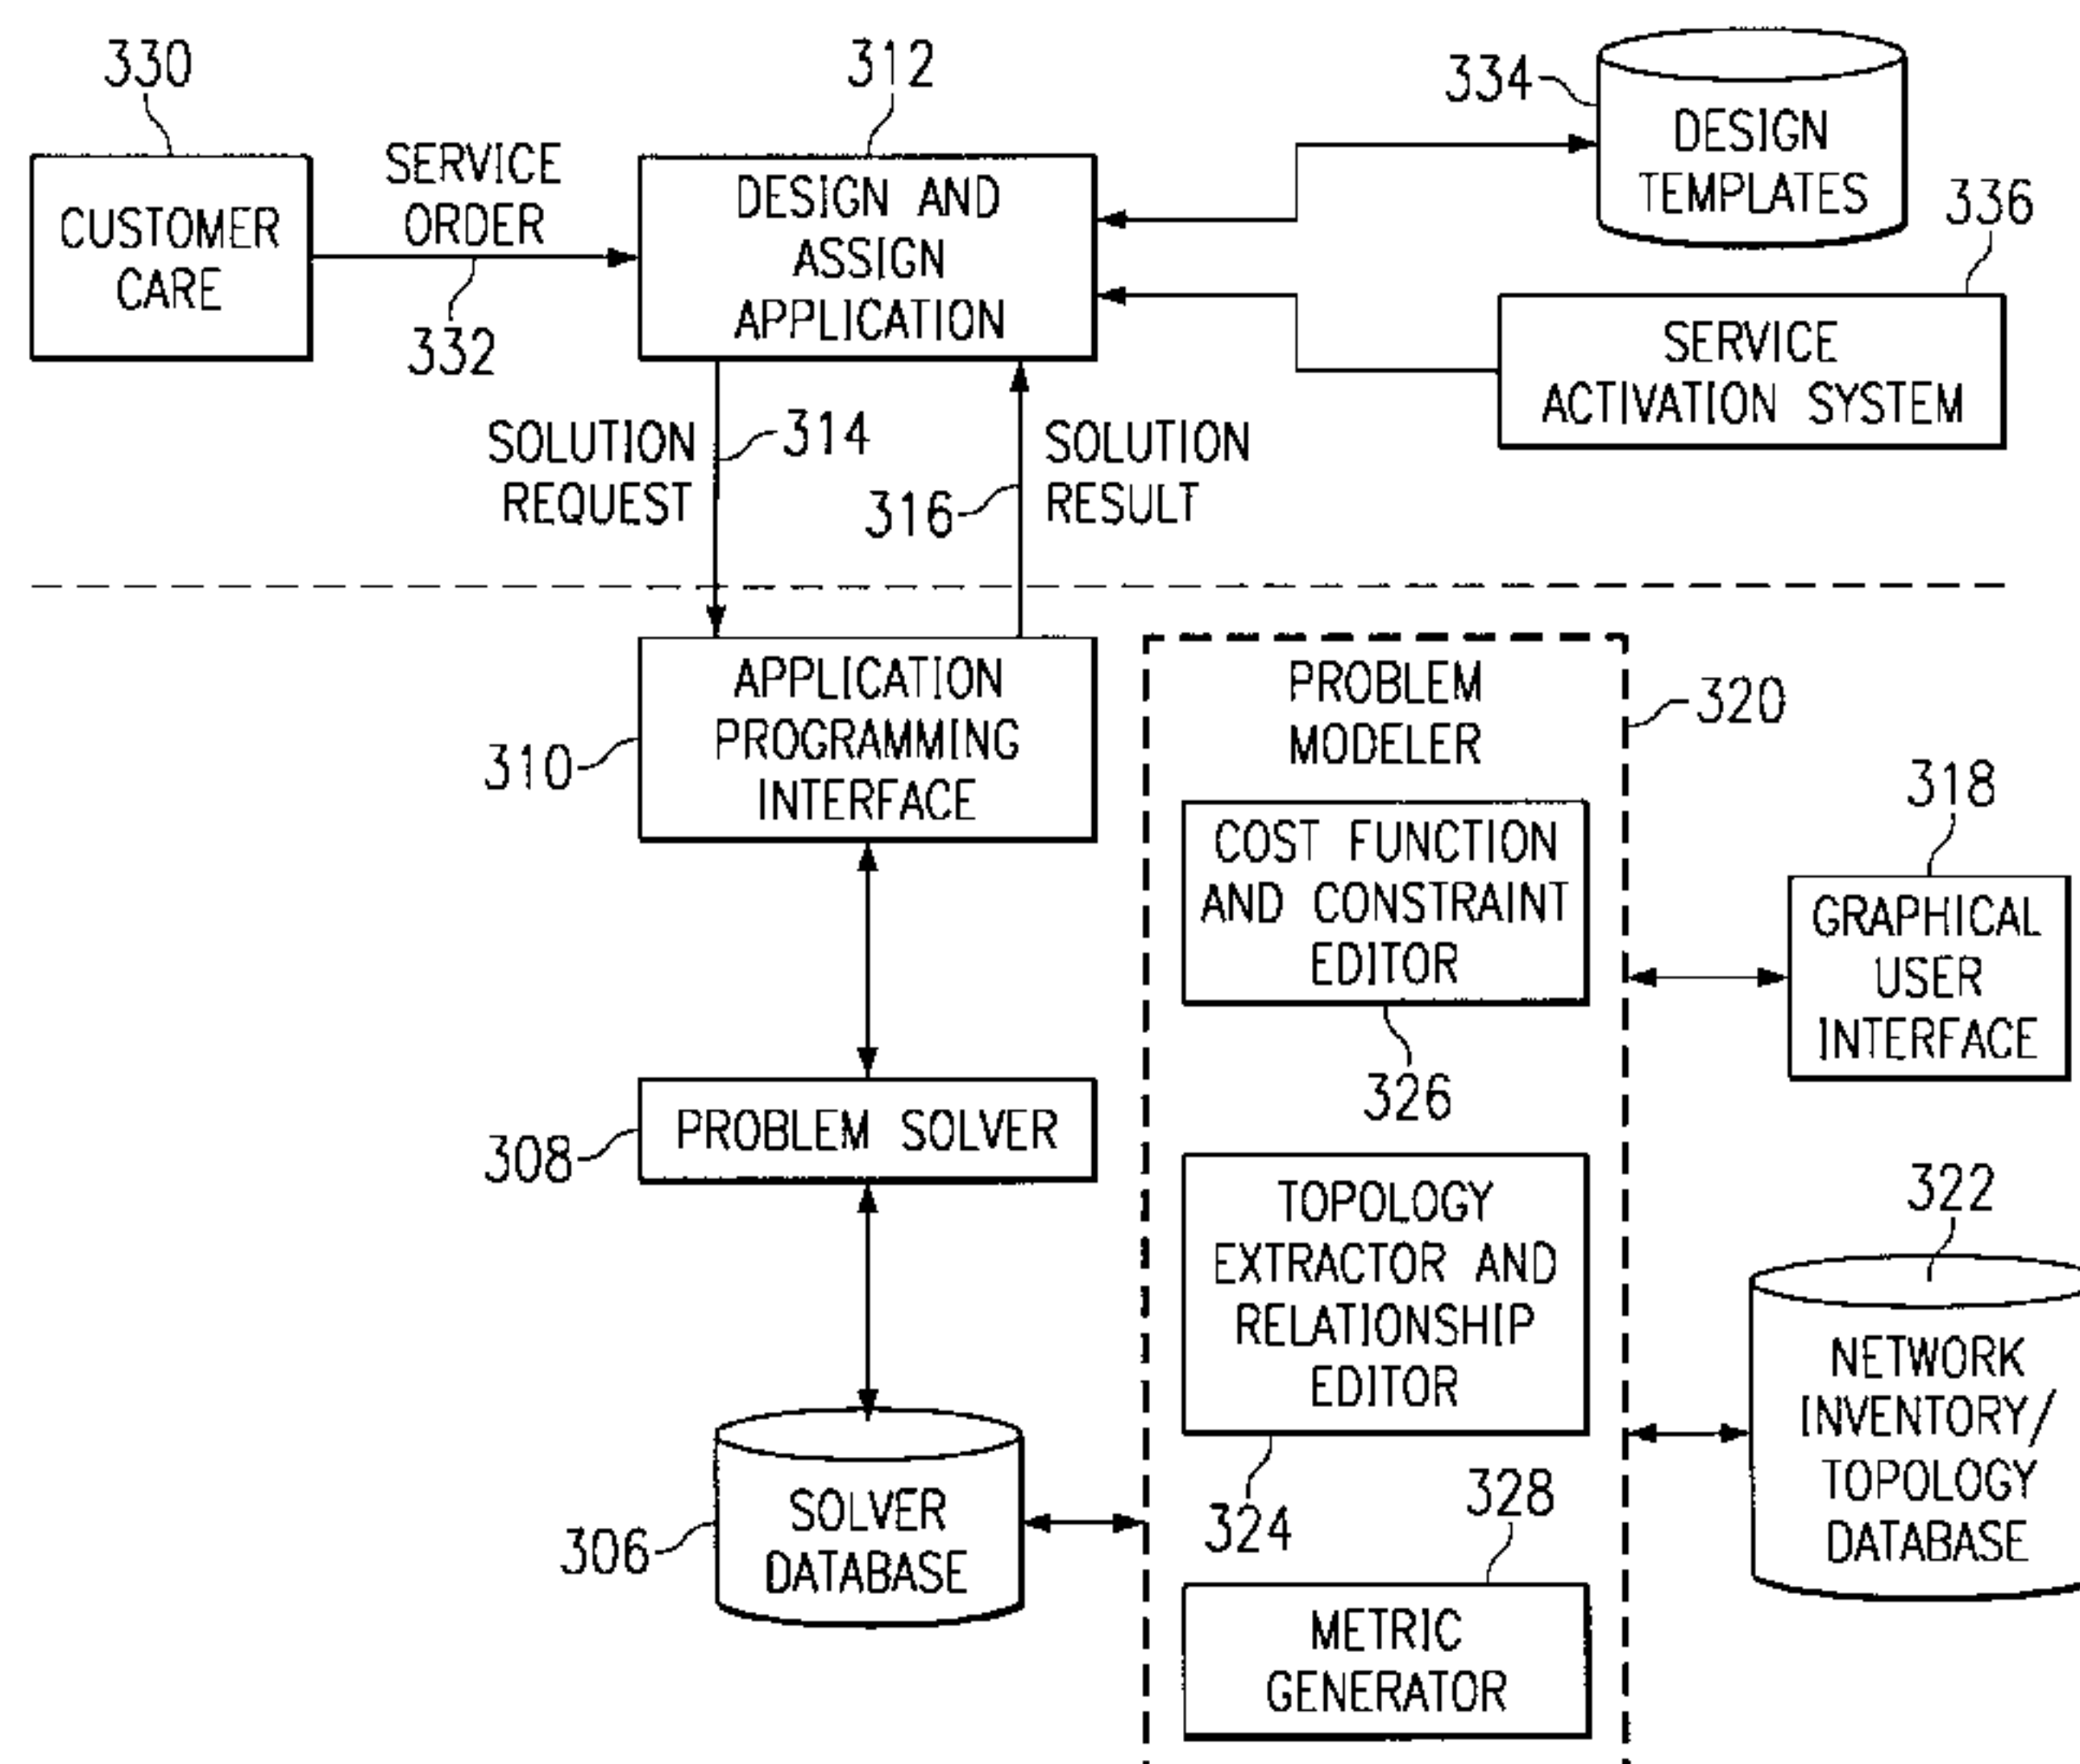 330
CUSTOMER
CARE
SERVICE
ORDER
332
312
DESIGN AND
ASSIGN
APPLICATION
334
DESIGN
TEMPLATES
336
SERVICE
ACTIVATION SYSTEM
SOLUTION
REQUEST
314
316
SOLUTION
RESULT
310
APPLICATION
PROGRAMMING
INTERFACE
PROBLEM
MODELER
320
COST FUNCTION
AND CONSTRAINT
EDITOR
326
318
GRAPHICAL
USER
INTERFACE
308
PROBLEM SOLVER
TOPOLOGY
EXTRACTOR AND
RELATIONSHIP
EDITOR
324
322
NETWORK
INVENTORY/
TOPOLOGY
DATABASE
306
SOLVER
DATABASE
328
METRIC
GENERATOR